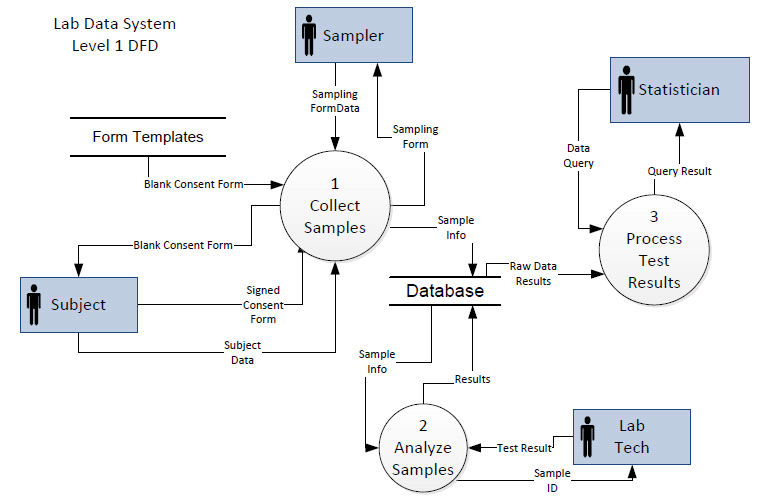 Lab Data System
Level 1 DFD
Sampler
Statistician
Sampling
FormData
Sampling
Form
Form Templates
Data
Query
Query Result
Blank Consent Form
1
Collect
Samples
Sample
Info
3
Process
Test
Results
Blank Consent Form
Raw Data
Results
Database
Subject
Signed
Consent
Form
Subject
Data
Sample
Info
Results
2
Analyze
Samples
Test Result
Lab
Tech
Sample
ID